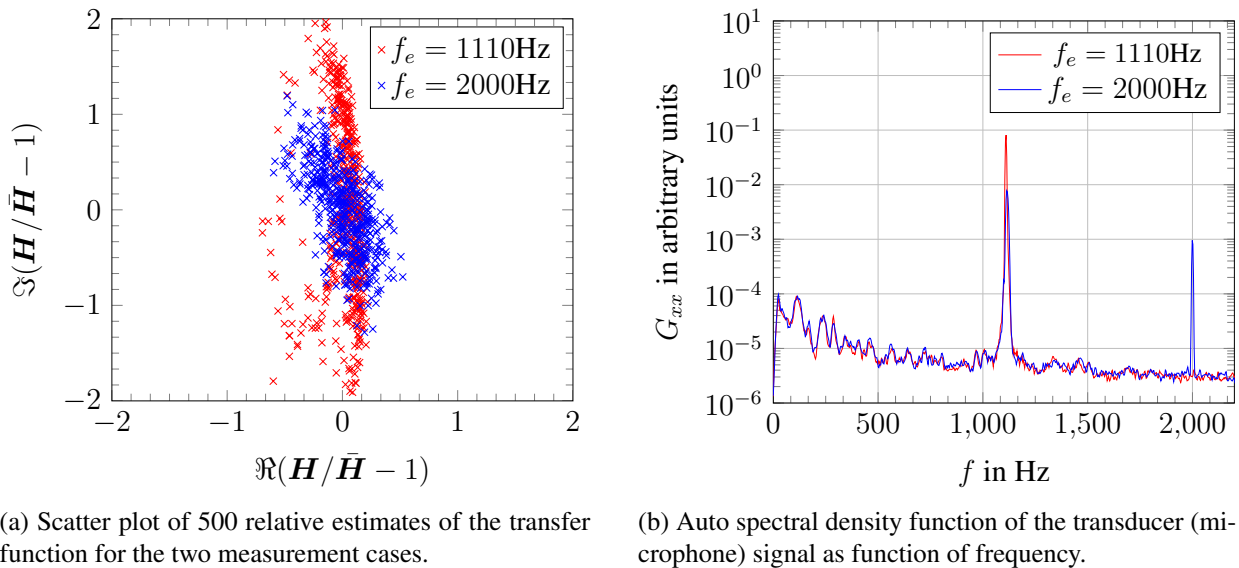 2
1
0
−1
−2
−2
−1
0
1
2
ℑ(H/H̄ − 1)
ℜ(H/H̄ − 1)
f_e = 1110Hz
f_e = 2000Hz
10^1
10^0
10^−1
10^−2
10^−3
10^−4
10^−5
10^−6
0
500
1,000
1,500
2,000
G_xx in arbitrary units
f in Hz
f_e = 1110Hz
f_e = 2000Hz
(a) Scatter plot of 500 relative estimates of the transfer
function for the two measurement cases.
(b) Auto spectral density function of the transducer (mi-
crophone) signal as function of frequency.